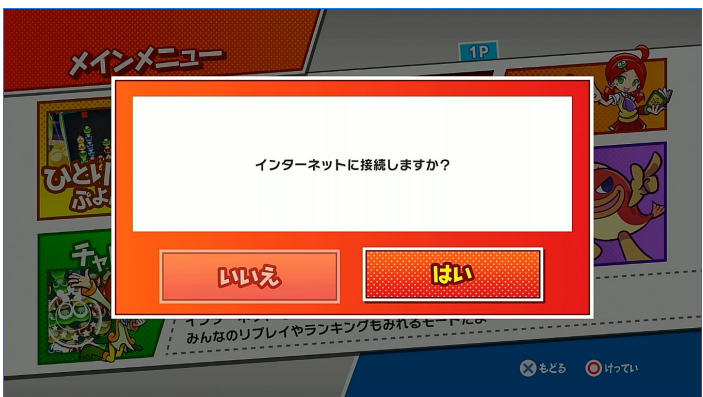 メインメニュー
1P
インターネットに接続しますか?
いいえ
はい
みんなのリプレイやランキングもみれるモードだよ
もどる
けってい